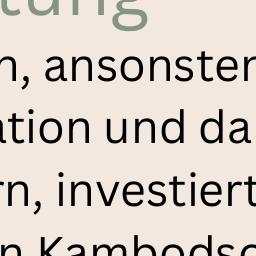 tung
n, ansonsten
ation und da
rn, investiert
n Kambodsc